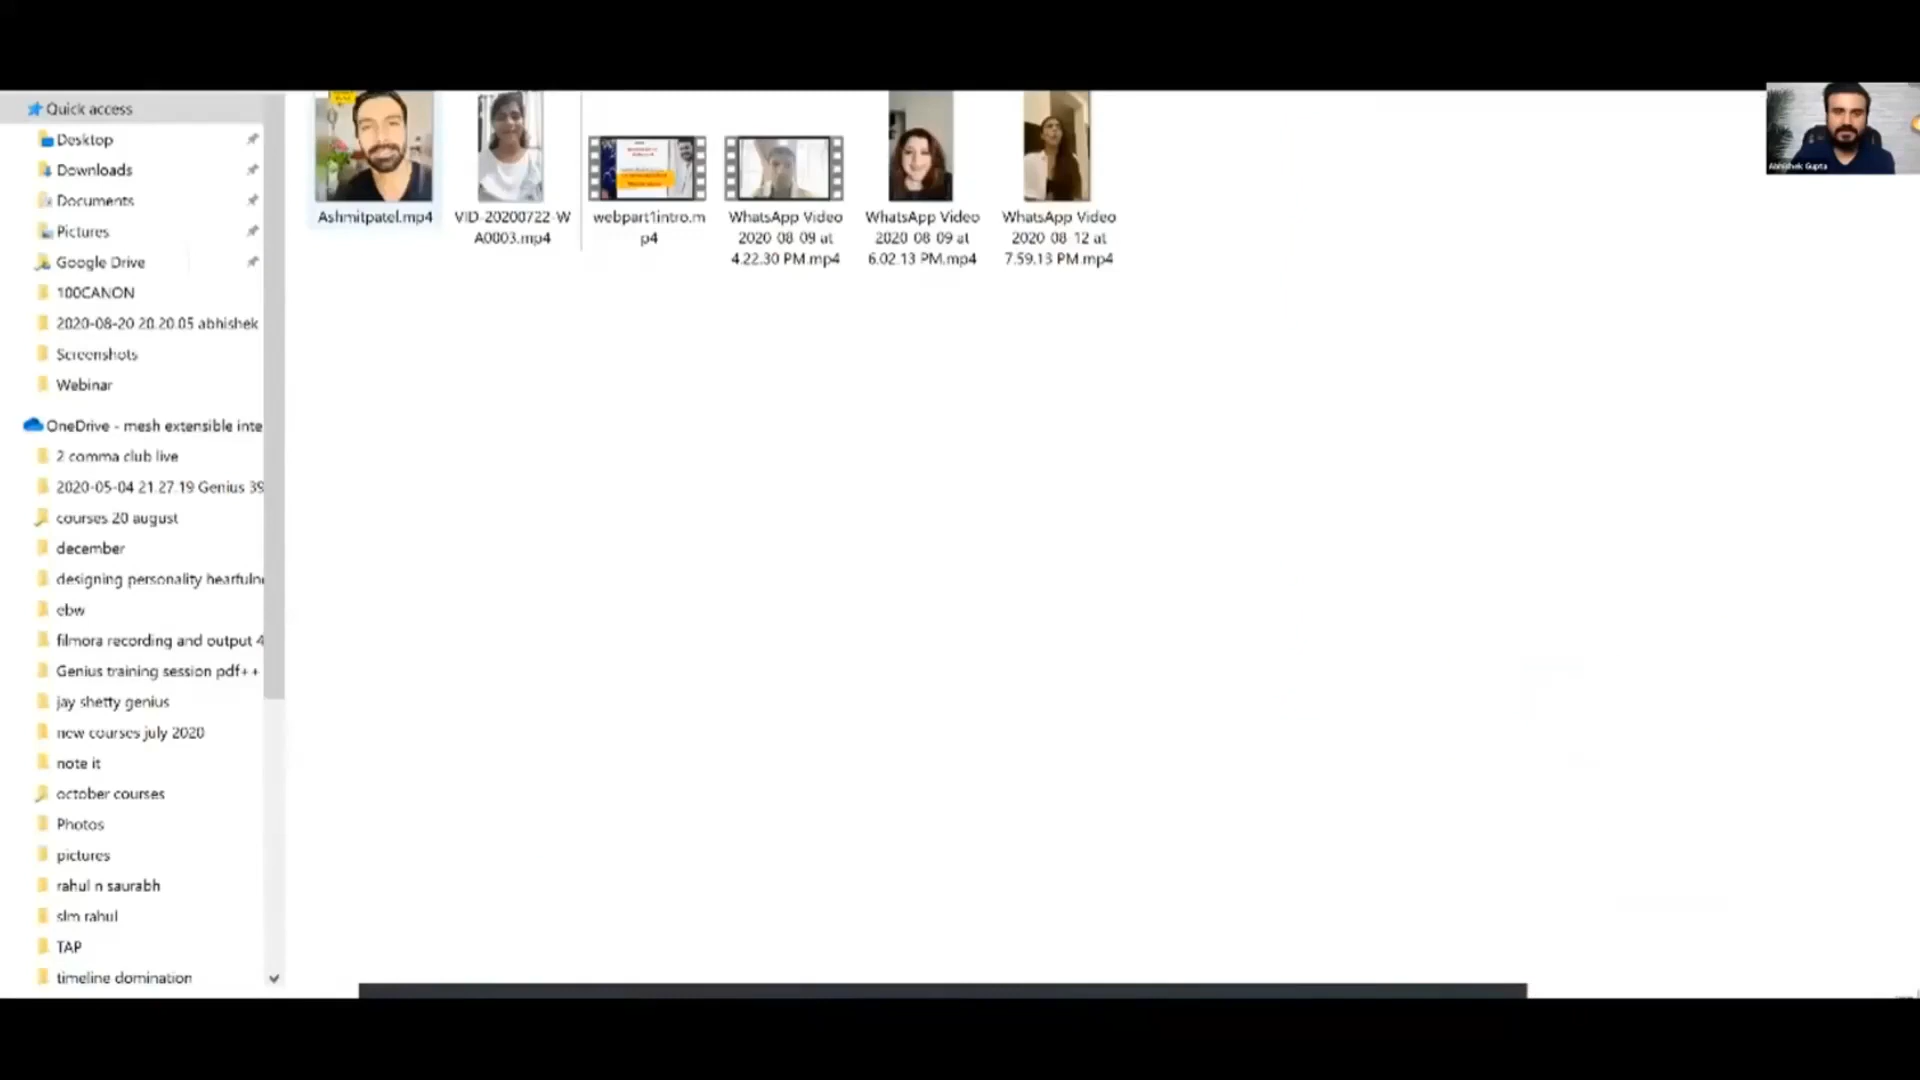 Quick access
Desktop
Downloads
Documents
Pictures
Google Drive
100CANON
2020-08-20 20.20.05 abhishek
Screenshots
Webinar
OneDrive - mesh extensible inte
2 comma club live
2020-05-04 21.27.19 Genius 39
courses 20 august
december
designing personality hearfuln
ebw
filmora recording and output 4
Genius training session pdf++
jay shetty genius
new courses july 2020
note it
october courses
Photos
pictures
rahul n saurabh
slm rahul
TAP
timeline domination
Ashmitpatel.mp4
VID-20200722-W
A0003.mp4
webpart1intro.m
p4
WhatsApp Video
2020 08 09 at
4.22.30 PM.mp4
WhatsApp Video
2020 08 09 at
6.02.13 PM.mp4
WhatsApp Video
2020 08 12 at
7.59.13 PM.mp4
Abhishek Gupta